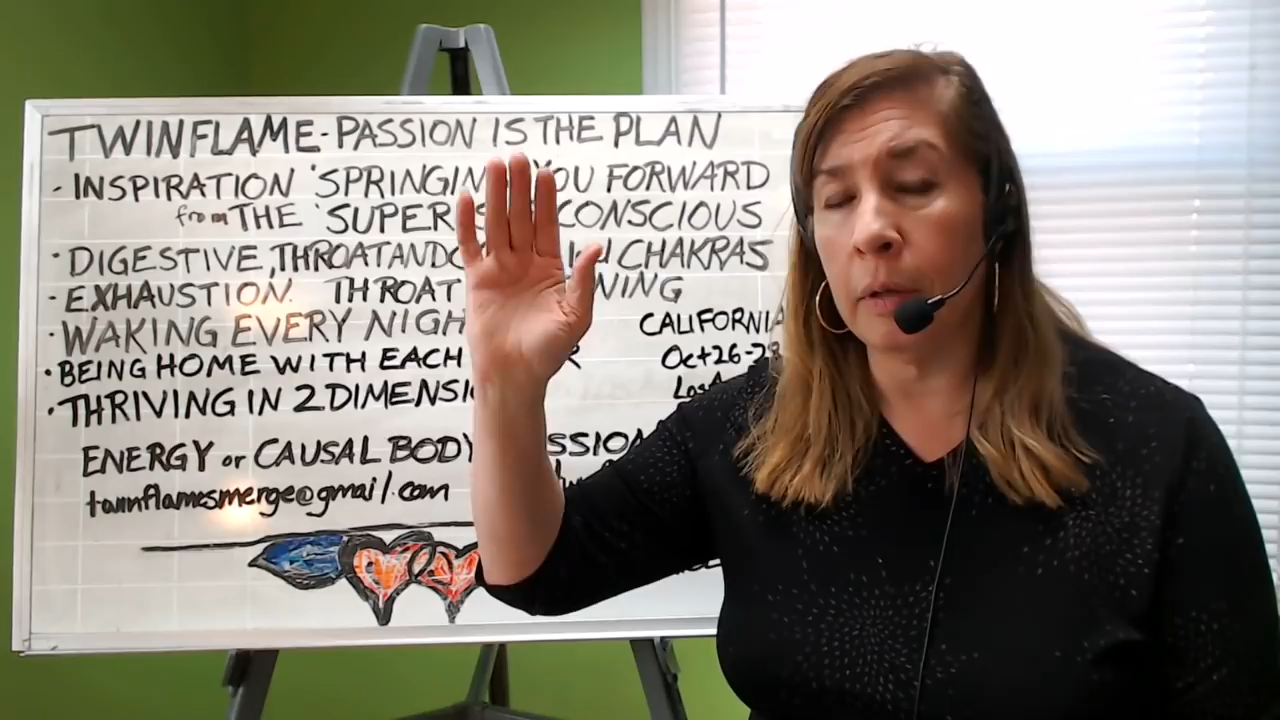 TWINFLAME-PASSION IS THE PLAN
- INSPIRATION 'SPRINGIN YOU FORWARD
from THE 'SUPER CONSCIOUS
· DIGESTIVE, THROAT AND CHAKRAS
- EXHAUSTION. THROAT
· WAKING EVERY NIGH
· BEING HOME WITH EACH
· THRIVING IN 2 DIMENSI
CALIFORNIA
Oct 26-28
ENERGY or CAUSAL BODY SSION
twinflamesmerge@gmail.com